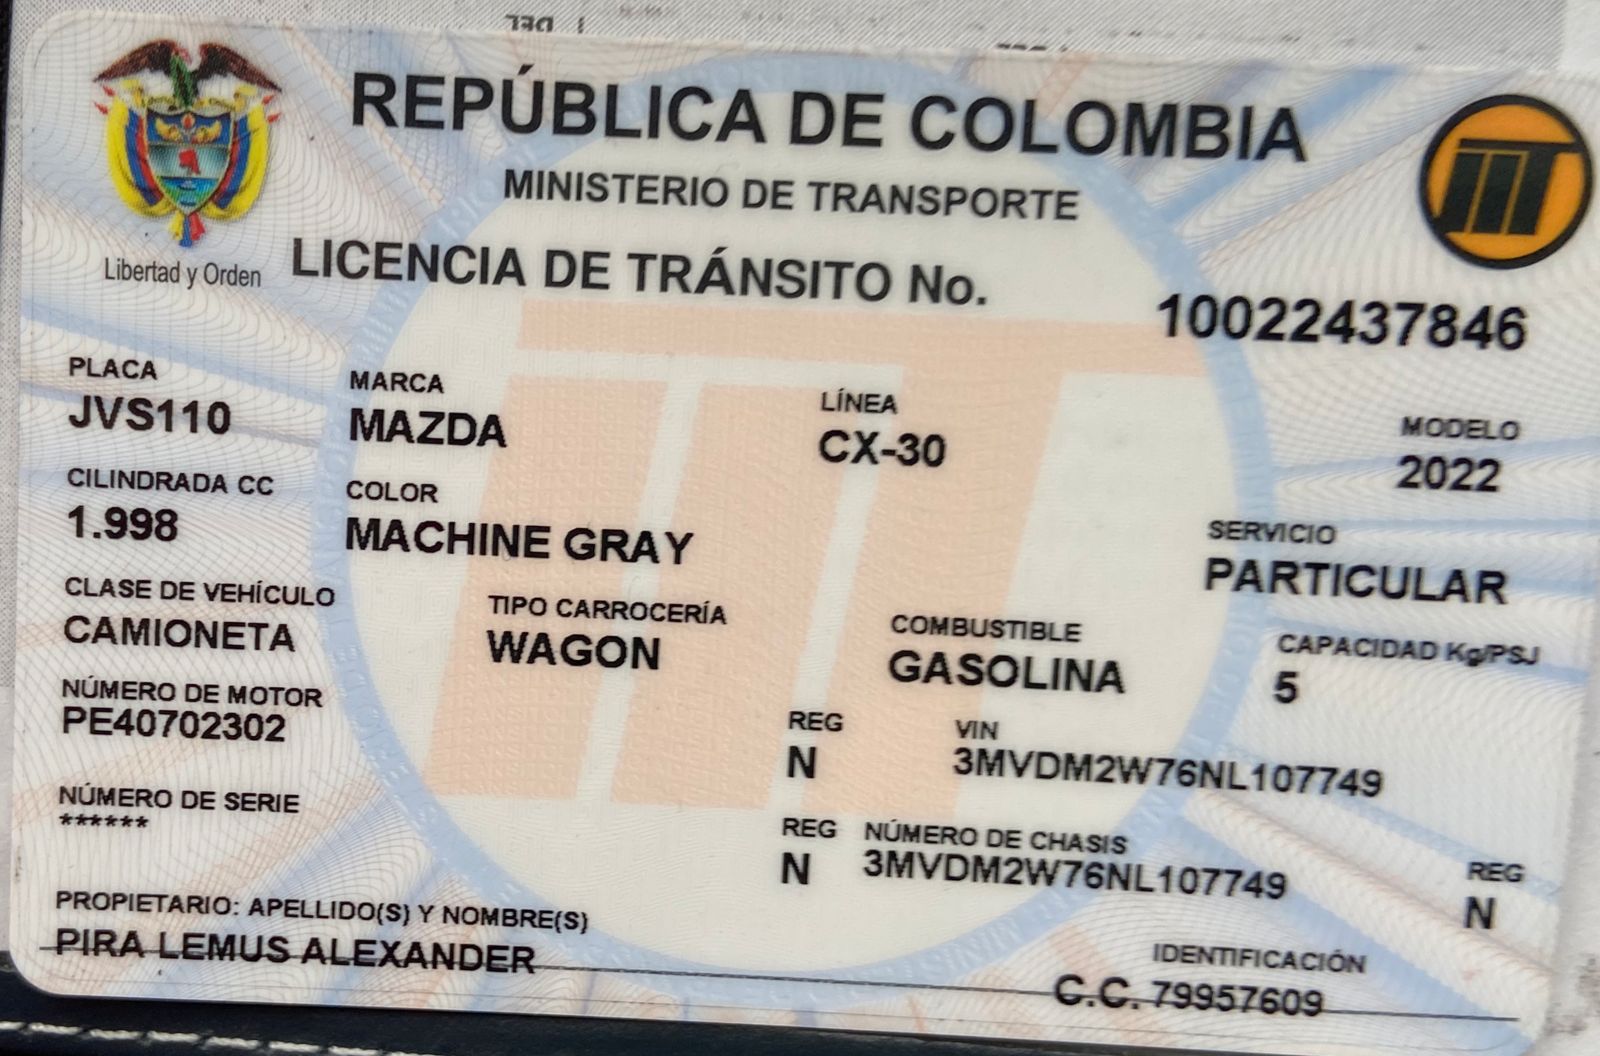 REPÚBLICA DE COLOMBIA
MINISTERIO DE TRANSPORTE
Libertad y Orden
LICENCIA DE TRÁNSITO No.
10022437846
PLACA MARCA LÍNEA MODELO
JVS110 MAZDA CX-30 2022
CILINDRADA CC COLOR SERVICIO
1.998 MACHINE GRAY PARTICULAR
CLASE DE VEHÍCULO TIPO CARROCERÍA COMBUSTIBLE CAPACIDAD Kg/PSJ
CAMIONETA WAGON GASOLINA 5
NÚMERO DE MOTOR REG VIN
PE40702302 N 3MVDM2W76NL107749
NÚMERO DE SERIE REG NÚMERO DE CHASIS REG
****** N 3MVDM2W76NL107749 N
PROPIETARIO: APELLIDO(S) Y NOMBRE(S) IDENTIFICACIÓN
PIRA LEMUS ALEXANDER C.C. 79957609